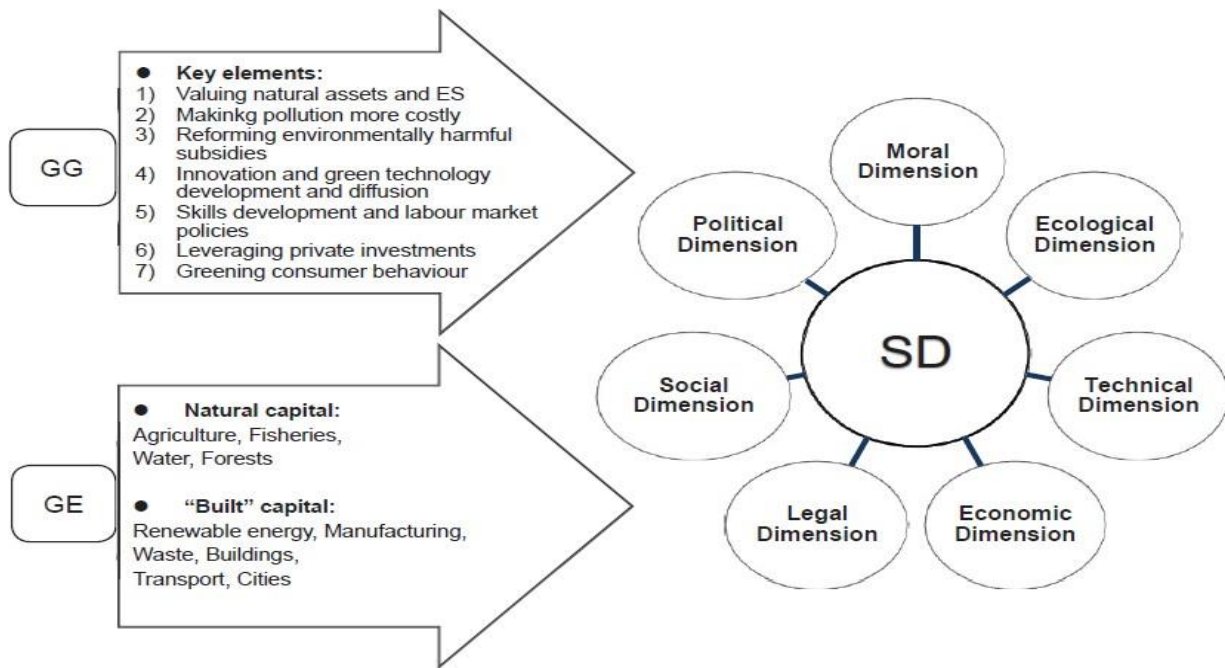 GG
● Key elements:
1) Valuing natural assets and ES
2) Makinkg pollution more costly
3) Reforming environmentally harmful
subsidies
4) Innovation and green technology
development and diffusion
5) Skills development and labour market
policies
6) Leveraging private investments
7) Greening consumer behaviour
GE
● Natural capital:
Agriculture, Fisheries,
Water, Forests
● “Built” capital:
Renewable energy, Manufacturing,
Waste, Buildings,
Transport, Cities
SD
Moral
Dimension
Ecological
Dimension
Technical
Dimension
Economic
Dimension
Legal
Dimension
Social
Dimension
Political
Dimension